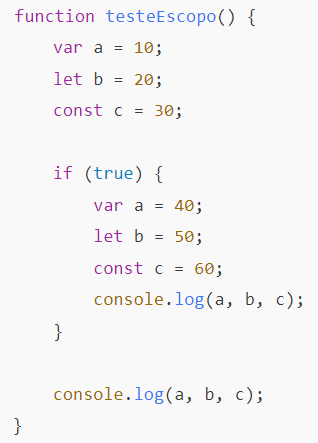 function testeEscopo() {
    var a = 10;
    let b = 20;
    const c = 30;

    if (true) {
        var a = 40;
        let b = 50;
        const c = 60;
        console.log(a, b, c);
    }

    console.log(a, b, c);
}